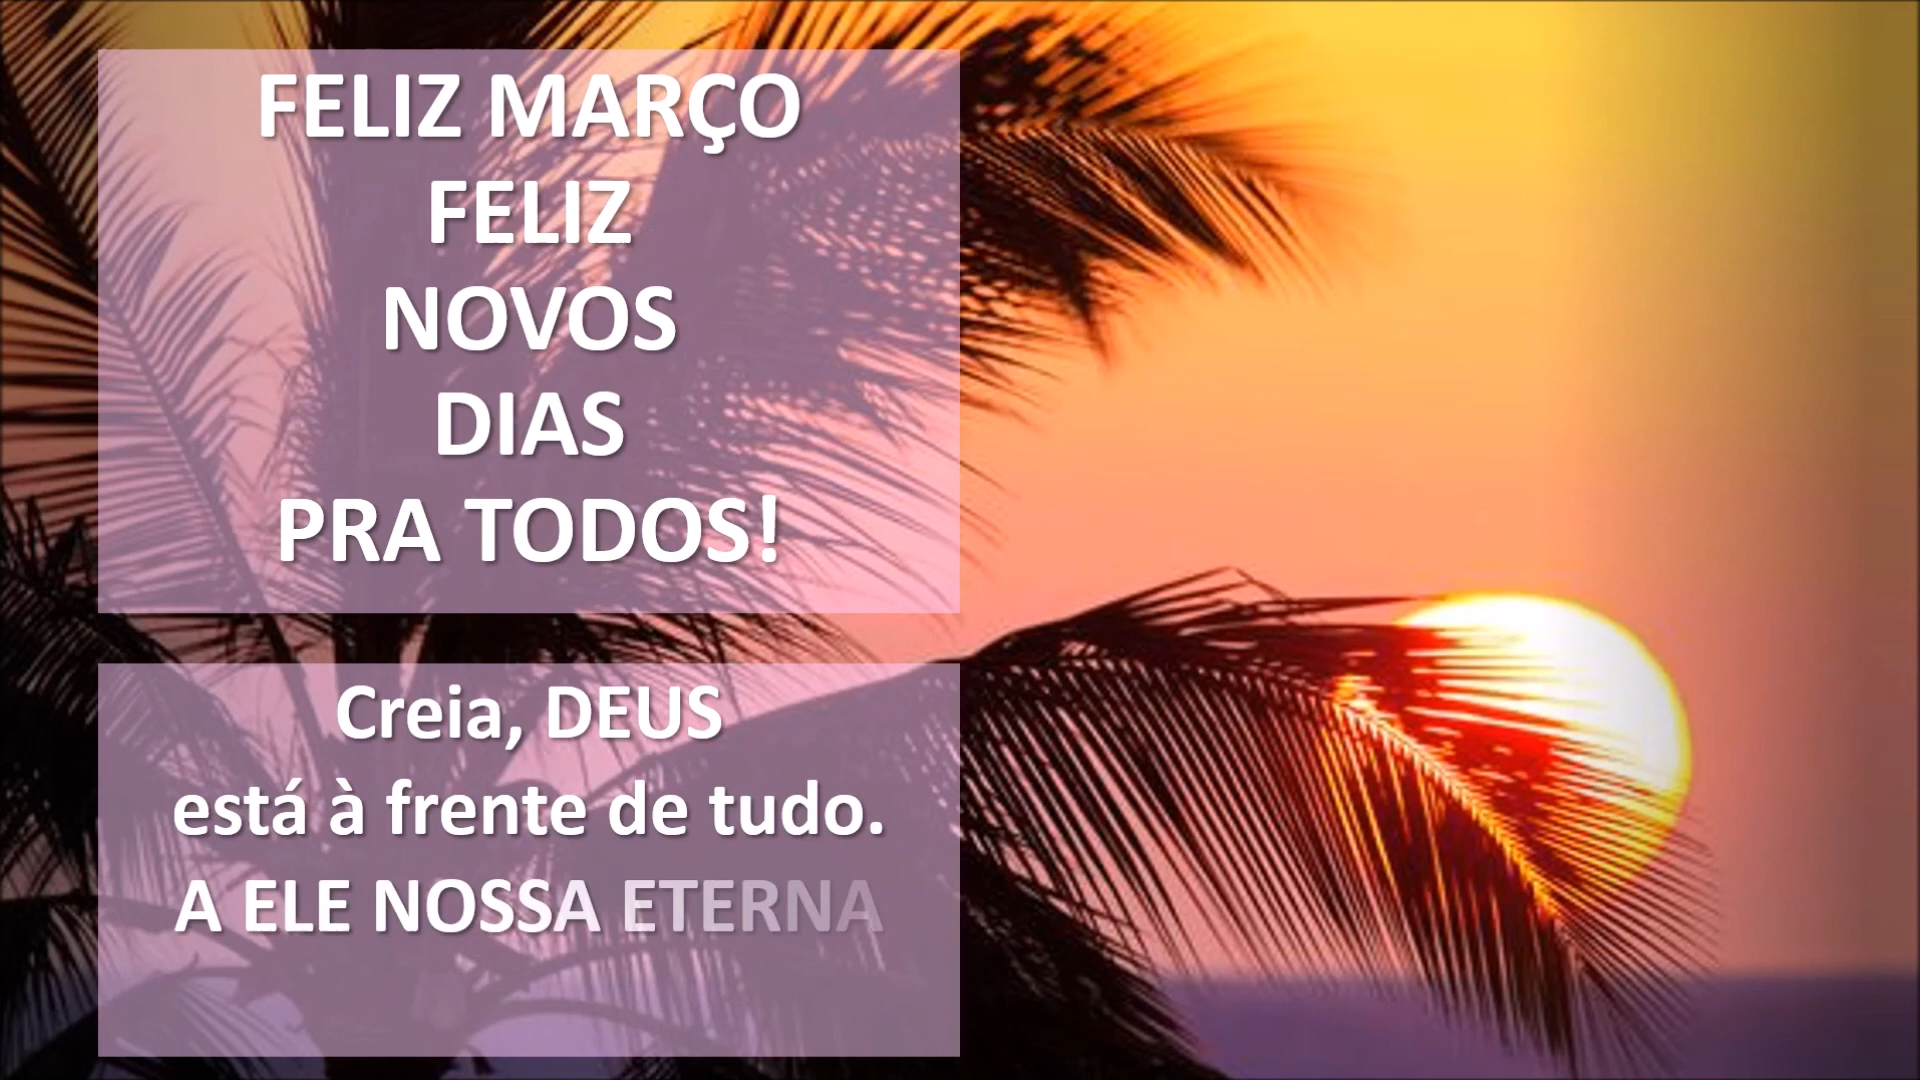 FELIZ MARÇO
FELIZ
NOVOS
DIAS
PRA TODOS!
Creia, DEUS
está à frente de tudo.
A ELE NOSSA ETERNA